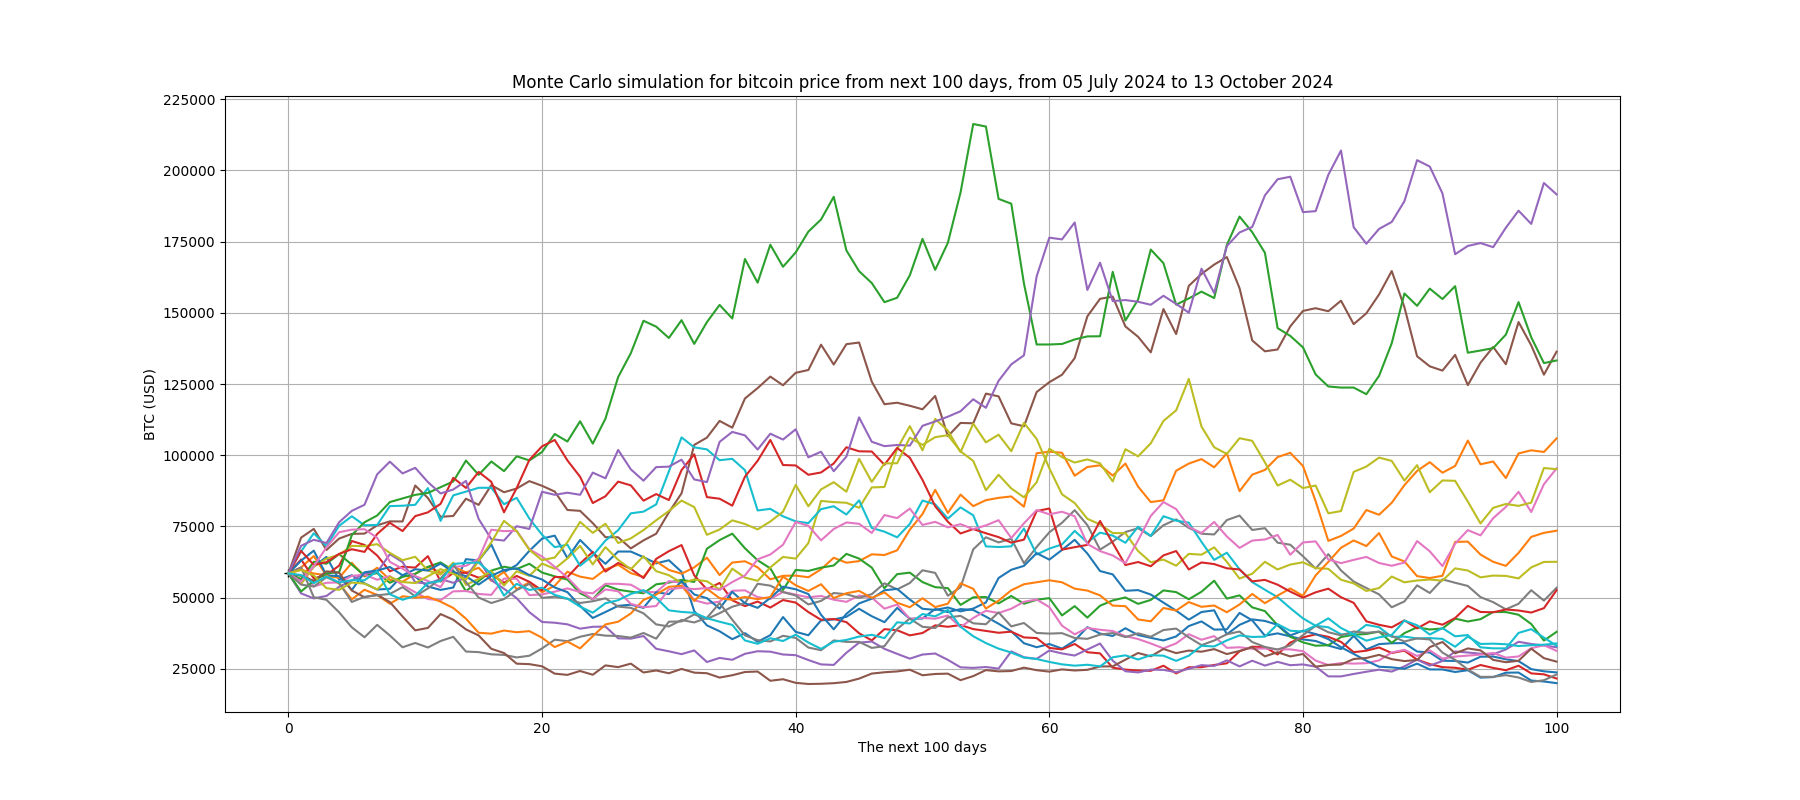 Monte Carlo simulation for bitcoin price from next 100 days, from 05 July 2024 to 13 October 2024
225000
200000
175000
150000
125000
100000
75000
50000
25000
BTC (USD)
0 20 40 60 80 100
The next 100 days